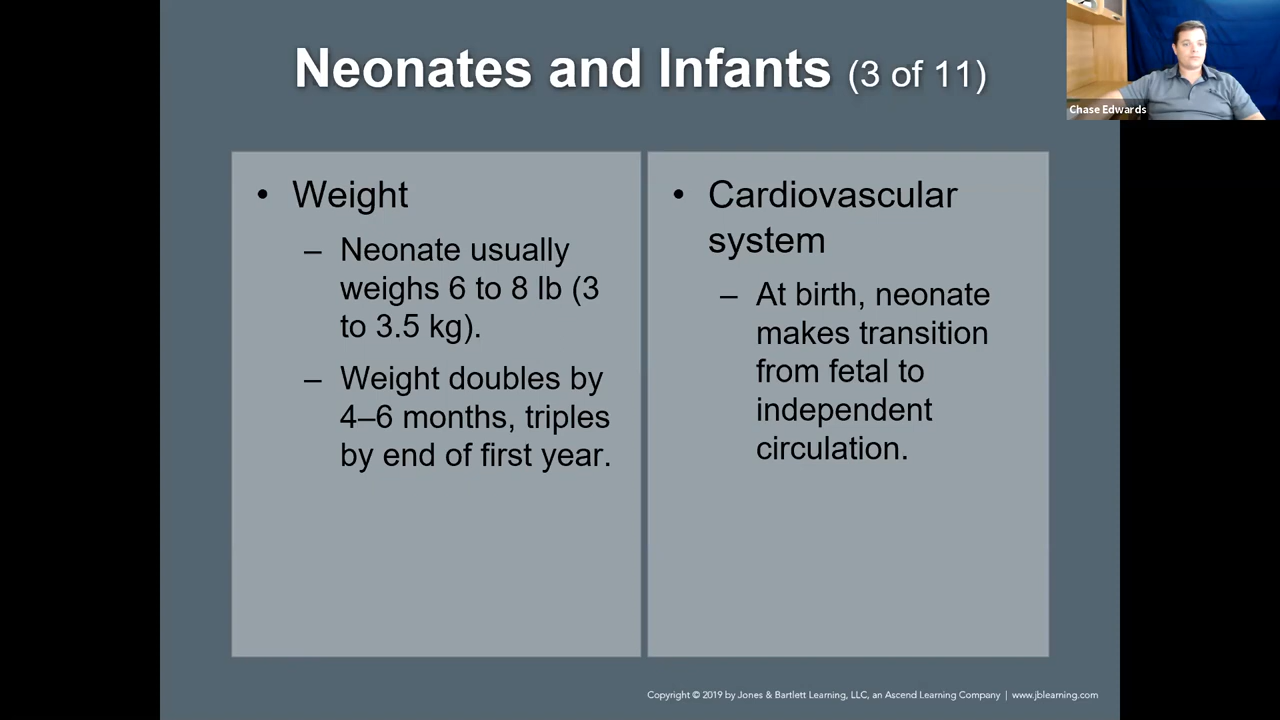 Neonates and Infants (3 of 11)
Chase Edwards
• Weight
– Neonate usually
weighs 6 to 8 lb (3
to 3.5 kg).
– Weight doubles by
4–6 months, triples
by end of first year.
• Cardiovascular
system
– At birth, neonate
makes transition
from fetal to
independent
circulation.
Copyright © 2019 by Jones & Bartlett Learning, LLC, an Ascend Learning Company | www.jblearning.com